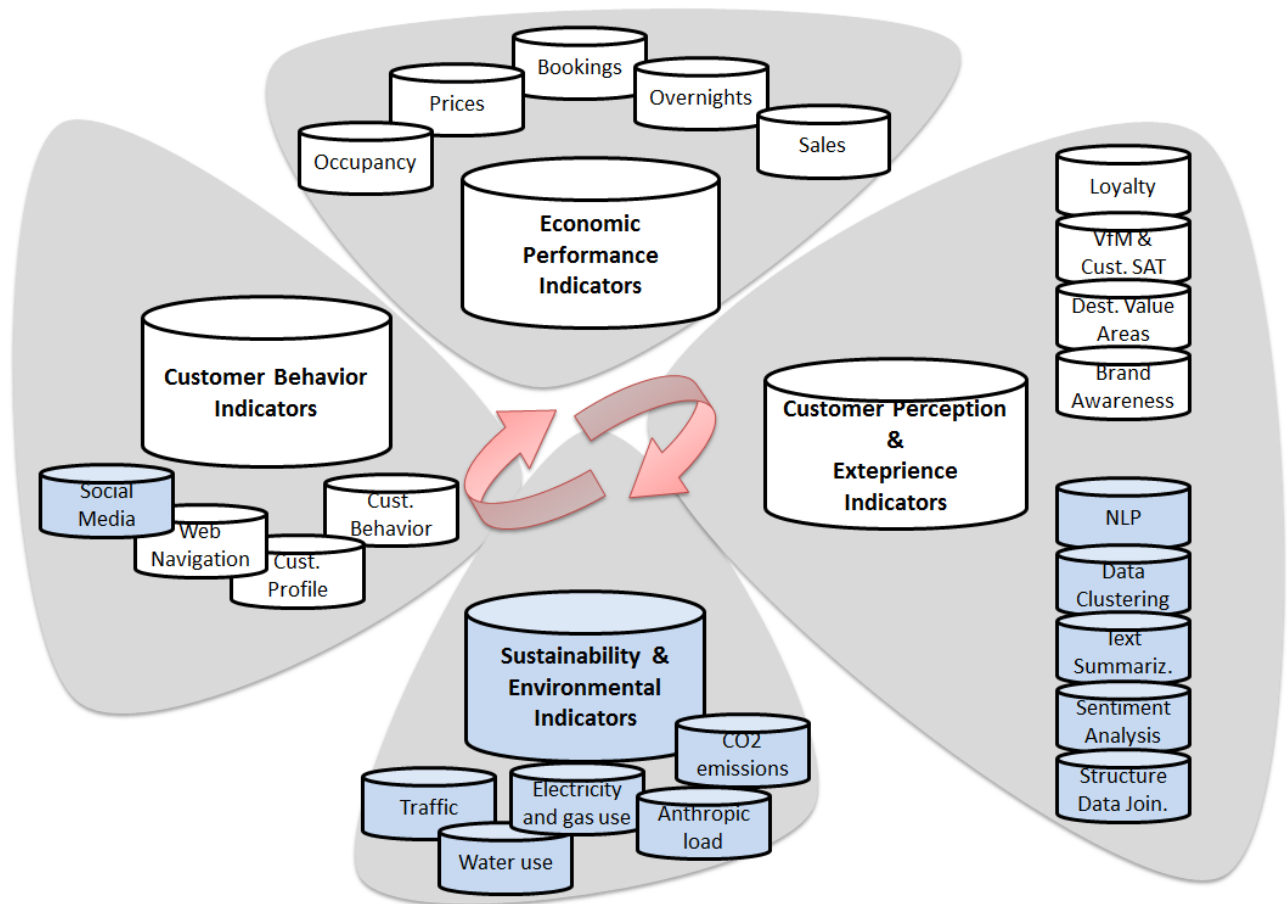 Bookings
Prices
Overnights
Occupancy
Sales
Economic
Performance
Indicators
Customer Behavior
Indicators
Social
Media
Web
Navigation
Cust.
Profile
Cust.
Behavior
Customer Perception
&
Exteprience
Indicators
Loyalty
VfM &
Cust. SAT
Dest. Value
Areas
Brand
Awareness
NLP
Data
Clustering
Text
Summariz.
Sentiment
Analysis
Structure
Data Join.
Sustainability &
Environmental
Indicators
Traffic
Water use
Electricity
and gas use
CO2
emissions
Anthropic
load